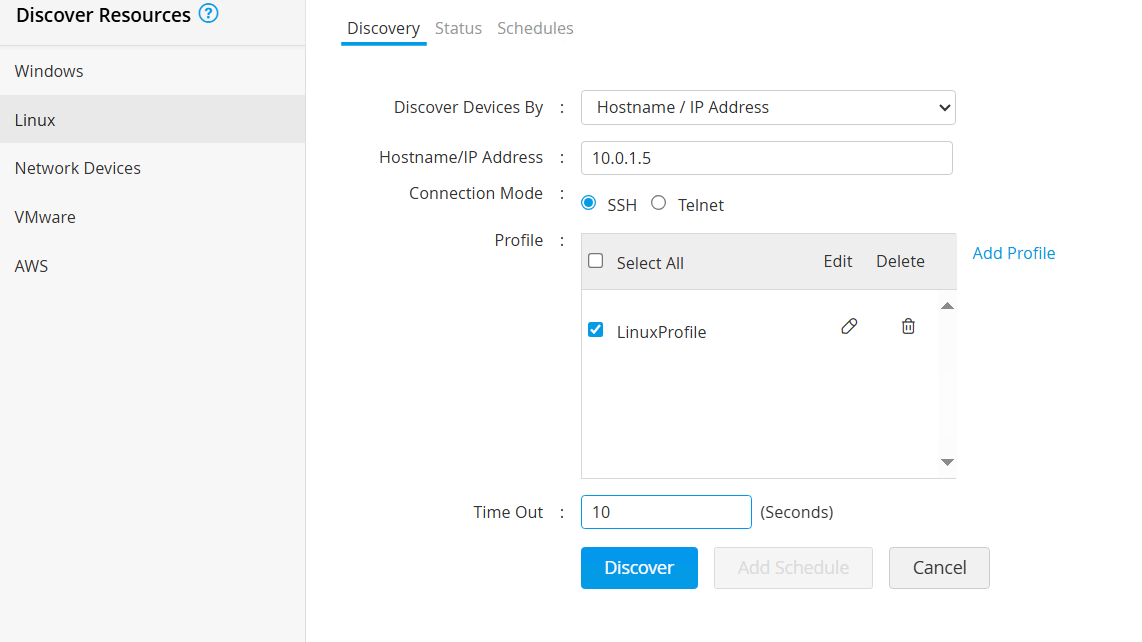 Discover Resources ?
Windows
Linux
Network Devices
VMware
AWS
Discovery Status Schedules
Discover Devices By : Hostname / IP Address
Hostname/IP Address : 10.0.1.5
Connection Mode : SSH Telnet
Profile : Select All Edit Delete Add Profile
LinuxProfile
Time Out : 10 (Seconds)
Discover Add Schedule Cancel